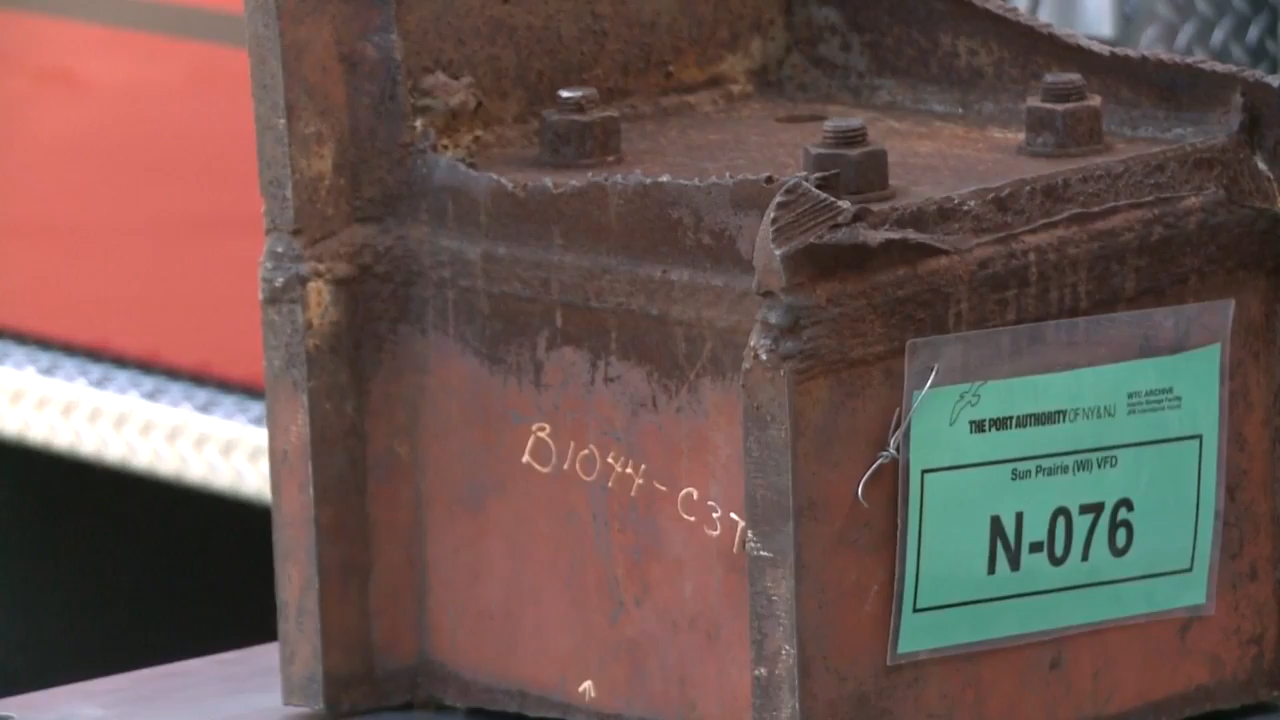 B1044-C37
THE PORT AUTHORITY OF NY & NJ
WTC ARCHIVE
Sun Prairie (WI) VFD
N-076